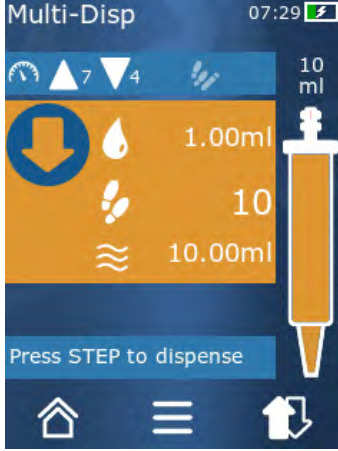 Multi-Disp 07:29
7 4
10
ml
1.00ml
10
10.00ml
Press STEP to dispense